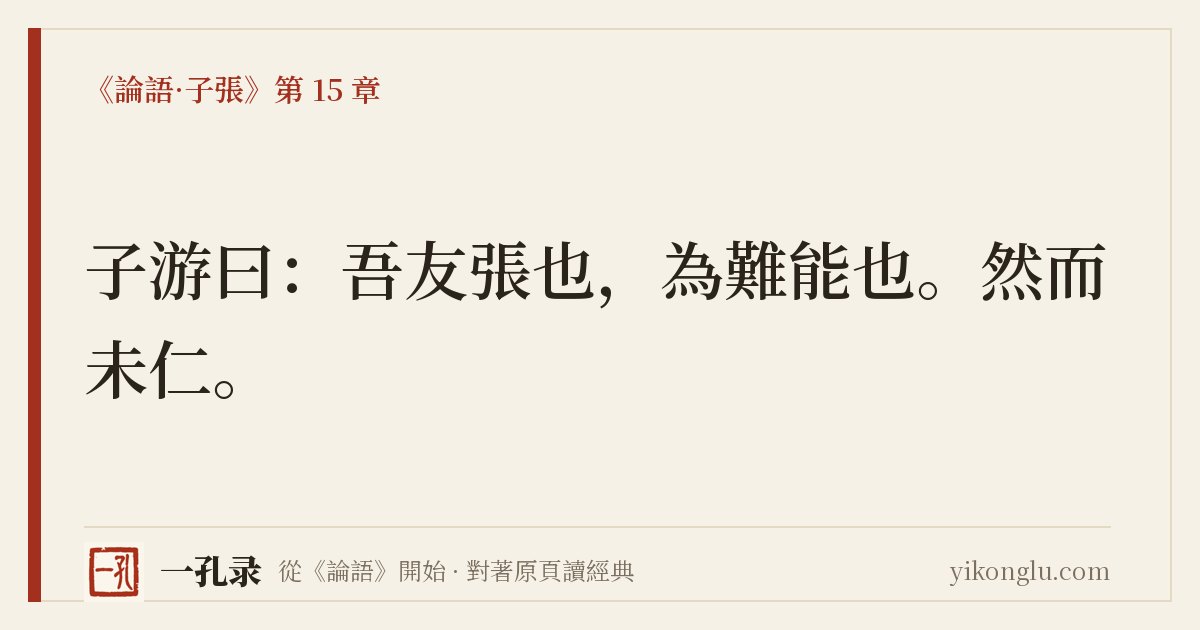 《論語·子張》第 15 章
子游曰：吾友張也，為難能也。然而
未仁。
一孔
一孔录 從《論語》開始 · 對著原頁讀經典 yikonglu.com